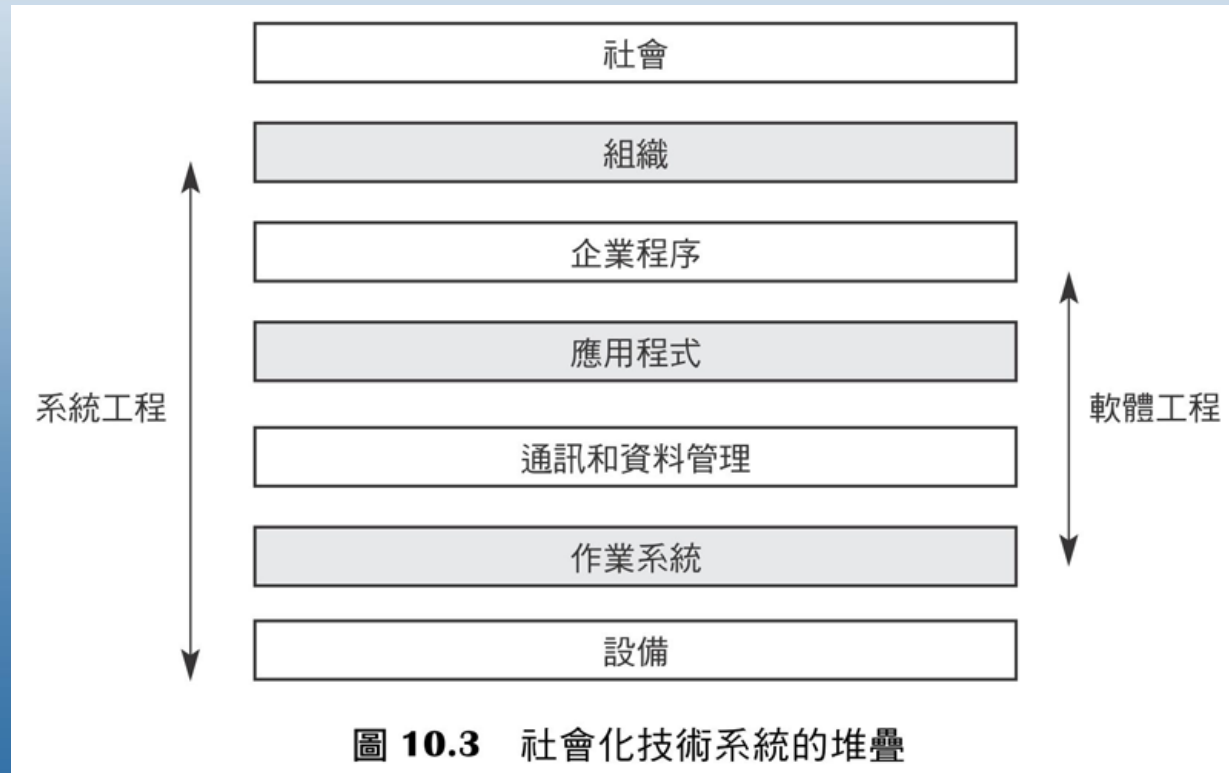 社會
組織
企業程序
應用程式
系統工程
軟體工程
通訊和資料管理
作業系統
設備
圖 10.3 社會化技術系統的堆疊